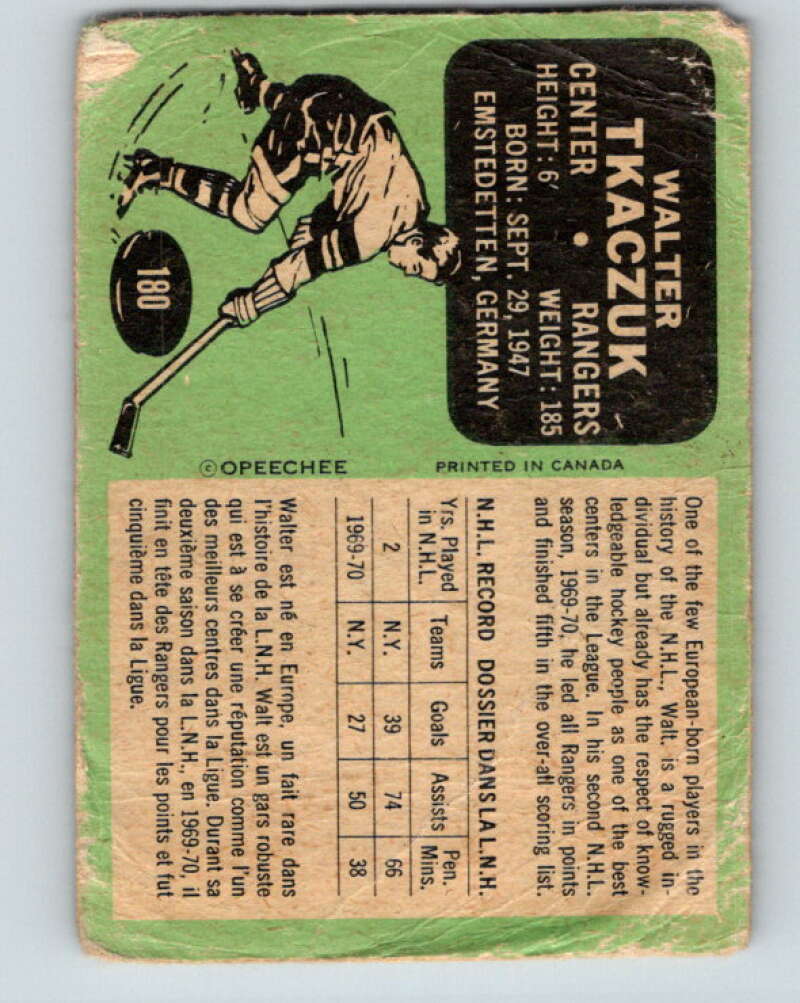 WALTER
TKACZUK
CENTER • RANGERS
HEIGHT: 6' WEIGHT: 185
BORN: SEPT. 29, 1947
EMSTEDETTEN, GERMANY
180
© OPEECHEE PRINTED IN CANADA
One of the few European-born players in the
history of the N.H.L., Walt. is a rugged in-
dividual but already has the respect of know-
ledgeable hockey people as one of the best
centers in the League. In his second N.H.L.
season, 1969-70, he led all Rangers in points
and finished fifth in the over-all scoring list.
N.H.L. RECORD DOSSIER DANS LA L.N.H.
Yrs. Played Teams Goals Assists Pen.
in N.H.L. Mins.
2 N.Y. 39 74 66
1969-70 N.Y. 27 50 38
Walter est né en Europe, un fait rare dans
l'histoire de la L.N.H. Walt est un gars robuste
qui est à se créer une réputation comme l'un
des meilleurs centres dans la Ligue. Durant sa
deuxième saison dans la L.N.H., en 1969-70, il
finit en tête des Rangers pour les points et fut
cinquième dans la Ligue.